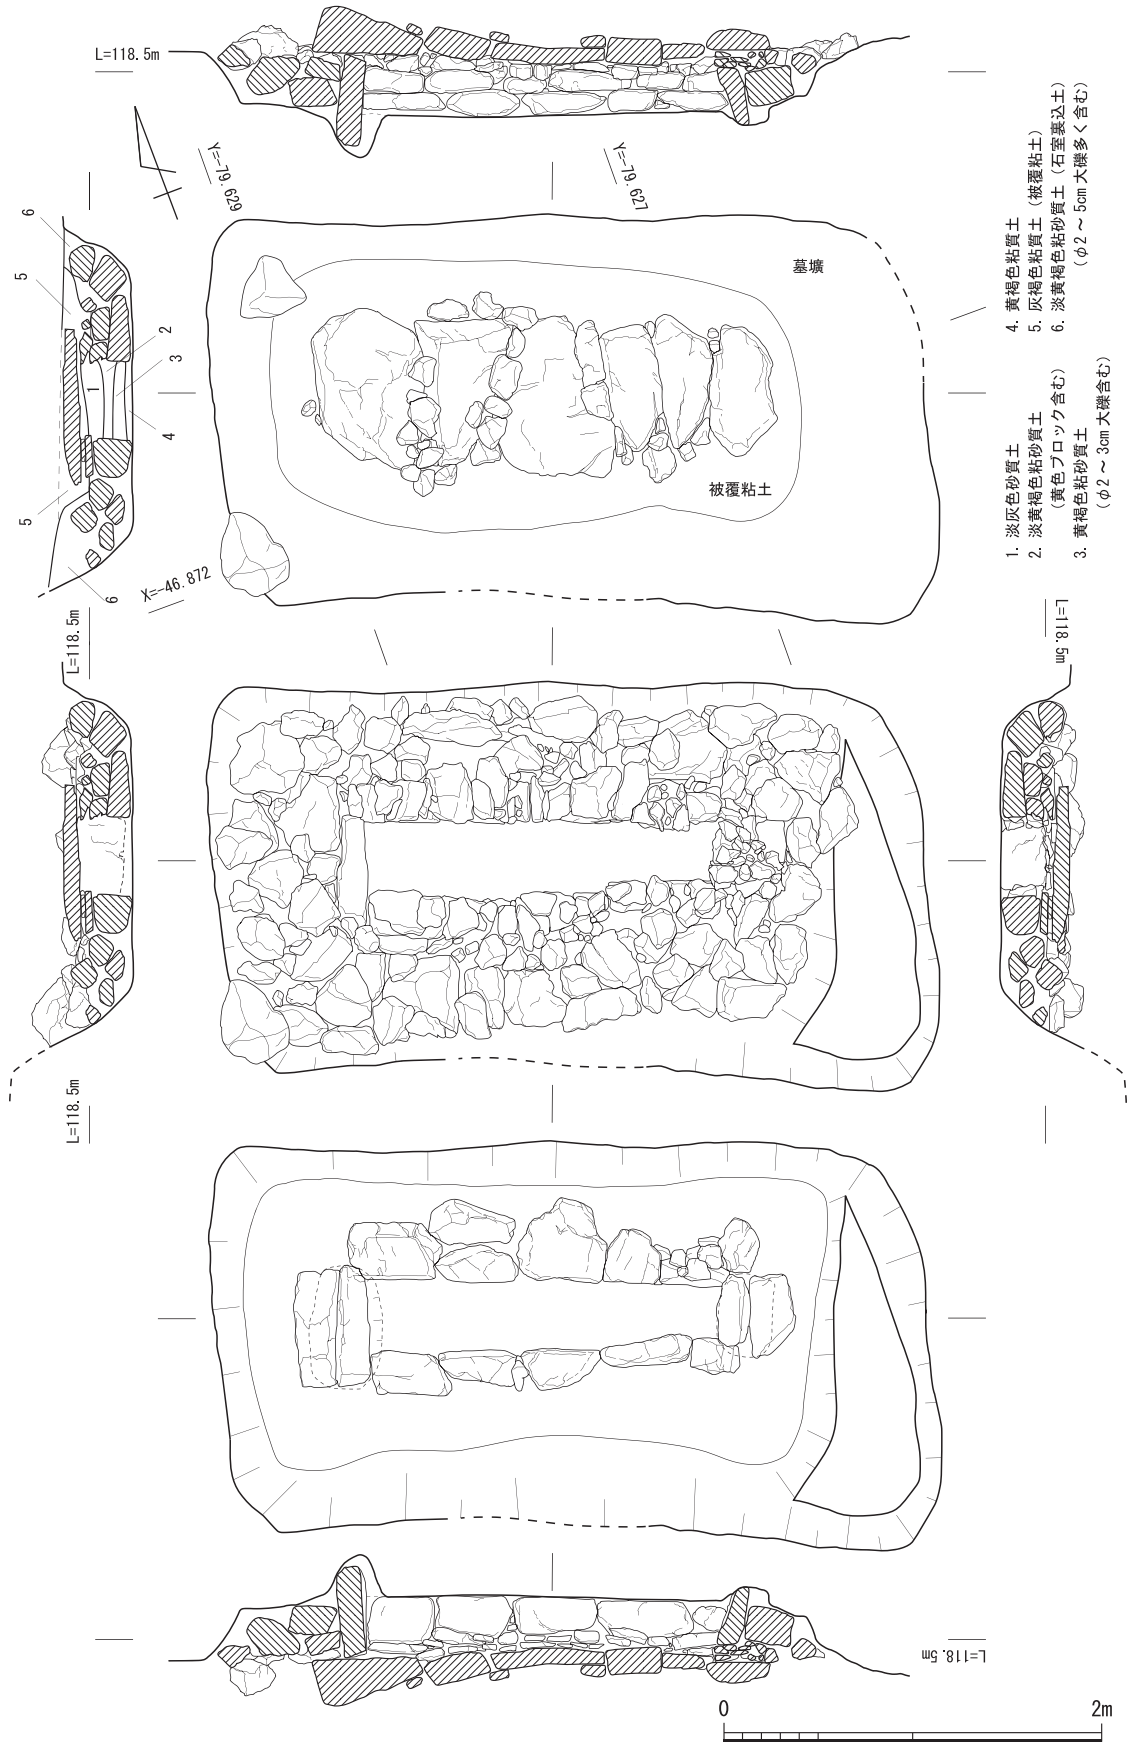 L=118.5m
Y=-79.629
Y=-79.627
墓壙
被覆粘土
6
5
2
3
1
4
5
6
X=-46.872
1. 淡灰色砂質土
2. 淡黄褐色粘砂質土
(黄色ブロック含む)
3. 黄褐色粘砂質土
(φ2～3cm大礫含む)
4. 黄褐色粘質土
5. 灰褐色粘質土(被覆粘土)
6. 淡黄褐色粘砂質土(石室裏込土)
(φ2～5cm大礫多く含む)
L=118.5m
L=118.5m
L=118.5m
L=118.5m
0 2m